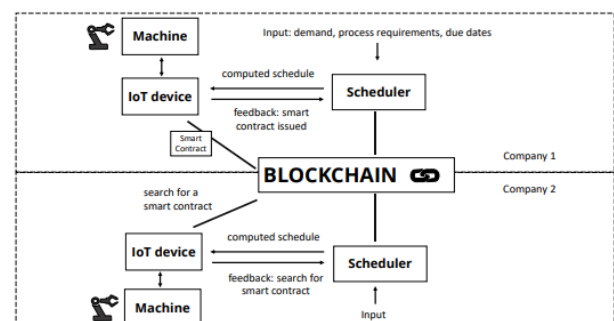 Machine
Input: demand, process requirements, due dates
computed schedule
IoT device
Scheduler
feedback: smart
contract issued
Smart
Contract
BLOCKCHAIN
Company 1
Company 2
search for a
smart contract
computed schedule
IoT device
Scheduler
feedback: search for
smart contract
Machine
Input